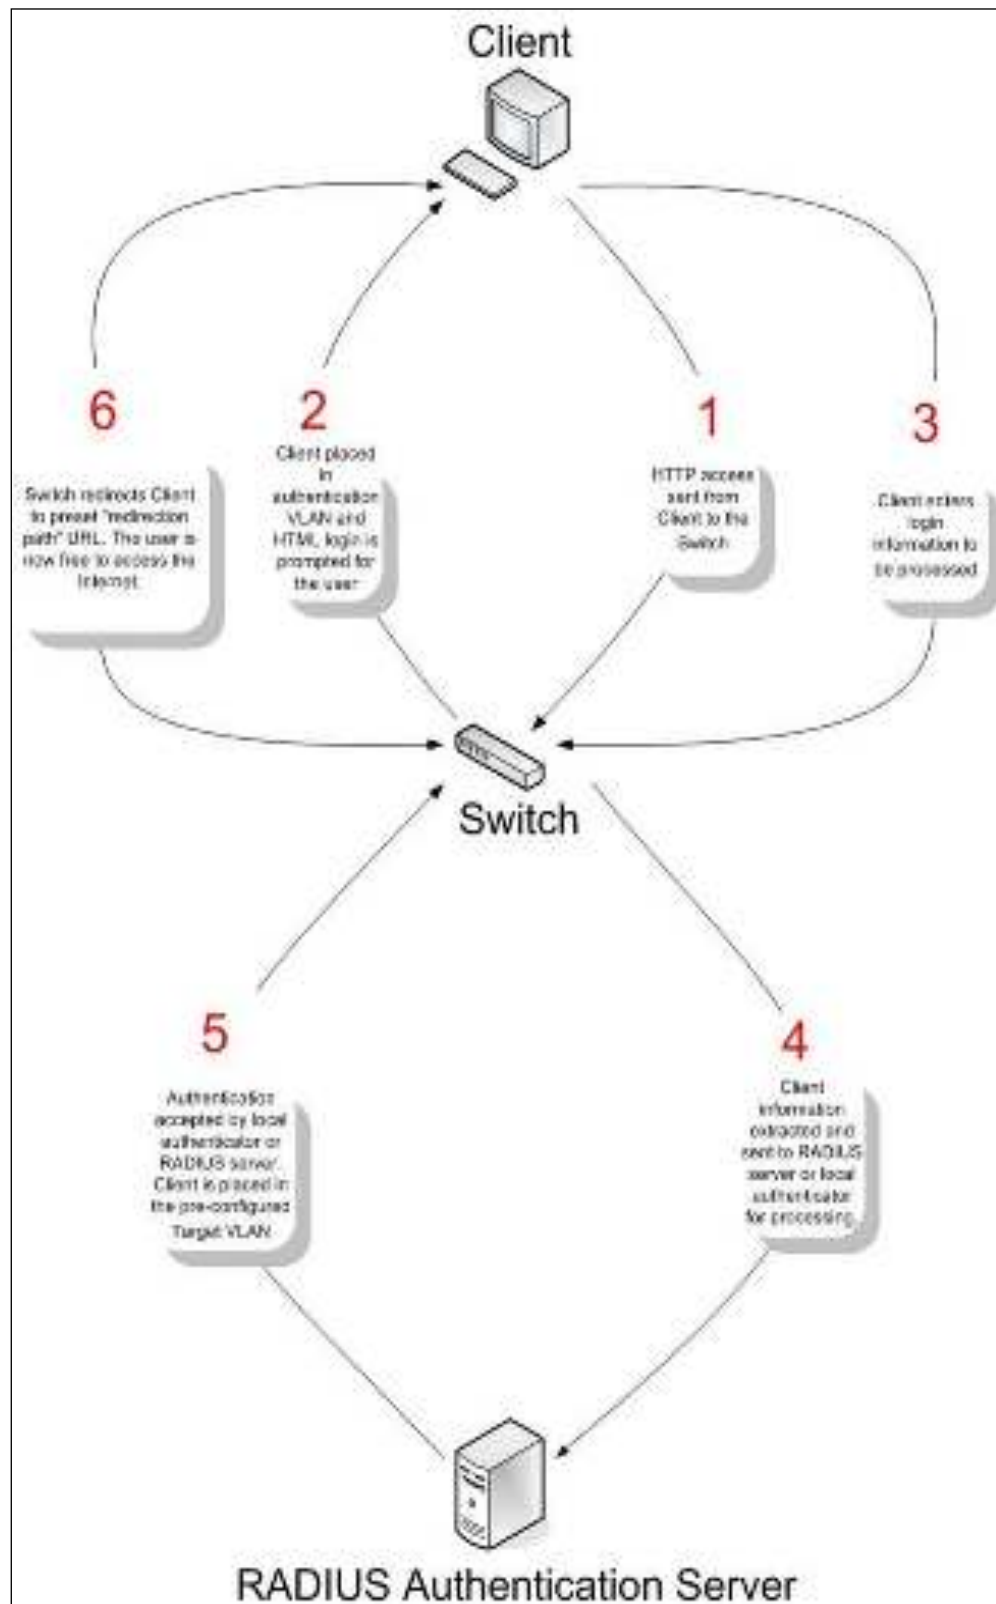 Client
6
Switch redirects Client
to preset "redirection
path" URL. The user is
now free to access the
Internet.
2
Client placed
in
authentication
VLAN and
HTML login is
prompted for
the user
1
HTTP access
sent from
Client to the
Switch
3
Client enters
login
information to
be processed
Switch
5
Authentication
accepted by local
authenticator or
RADIUS server.
Client is placed in
the pre-configured
Target VLAN
4
Client
information
extracted and
sent to RADIUS
server or local
authenticator
for processing.
RADIUS Authentication Server